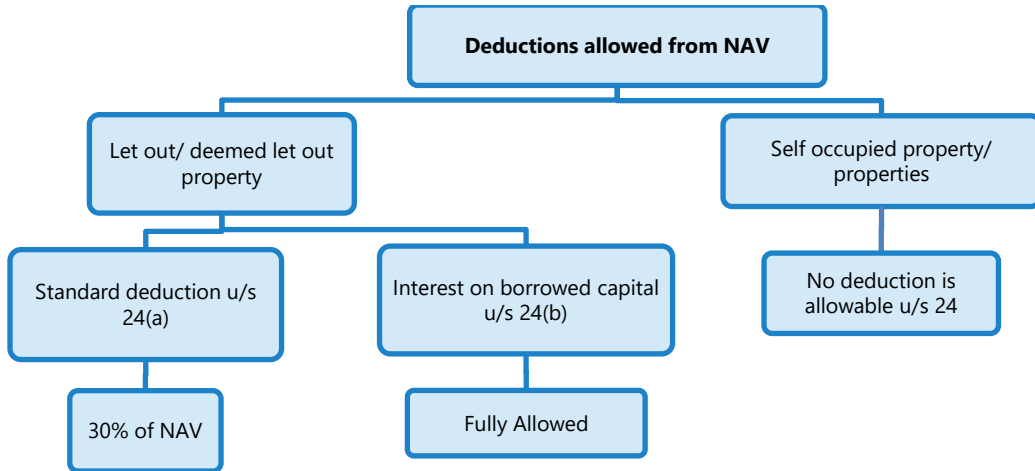 Deductions allowed from NAV
Let out/ deemed let out
property
Self occupied property/
properties
Standard deduction u/s
24(a)
Interest on borrowed capital
u/s 24(b)
No deduction is
allowable u/s 24
30% of NAV
Fully Allowed